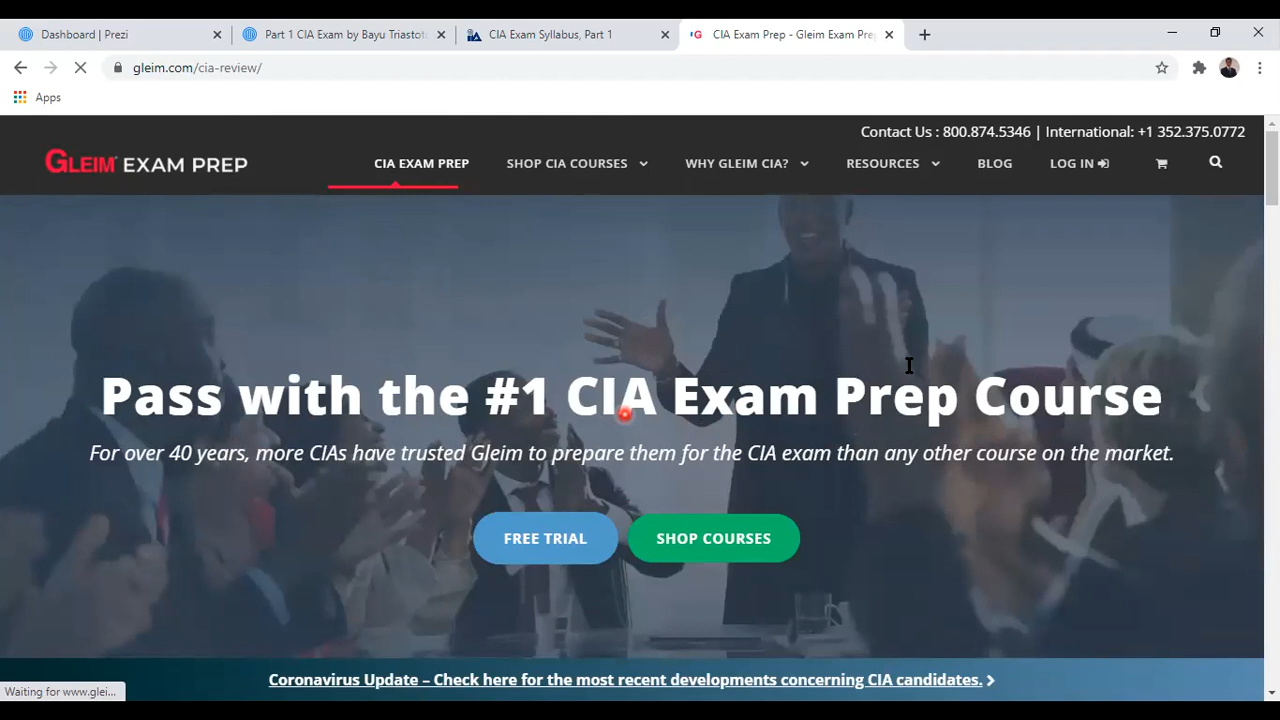 Dashboard | Prezi
Part 1 CIA Exam by Bayu Triastot
CIA Exam Syllabus, Part 1
CIA Exam Prep - Gleim Exam Pre
gleim.com/cia-review/
Apps
Contact Us : 800.874.5346 | International: +1 352.375.0772
GLEIM EXAM PREP
CIA EXAM PREP
SHOP CIA COURSES
WHY GLEIM CIA?
RESOURCES
BLOG
LOG IN
Pass with the #1 CIA Exam Prep Course
For over 40 years, more CIAs have trusted Gleim to prepare them for the CIA exam than any other course on the market.
FREE TRIAL
SHOP COURSES
Coronavirus Update – Check here for the most recent developments concerning CIA candidates.
Waiting for www.glei...